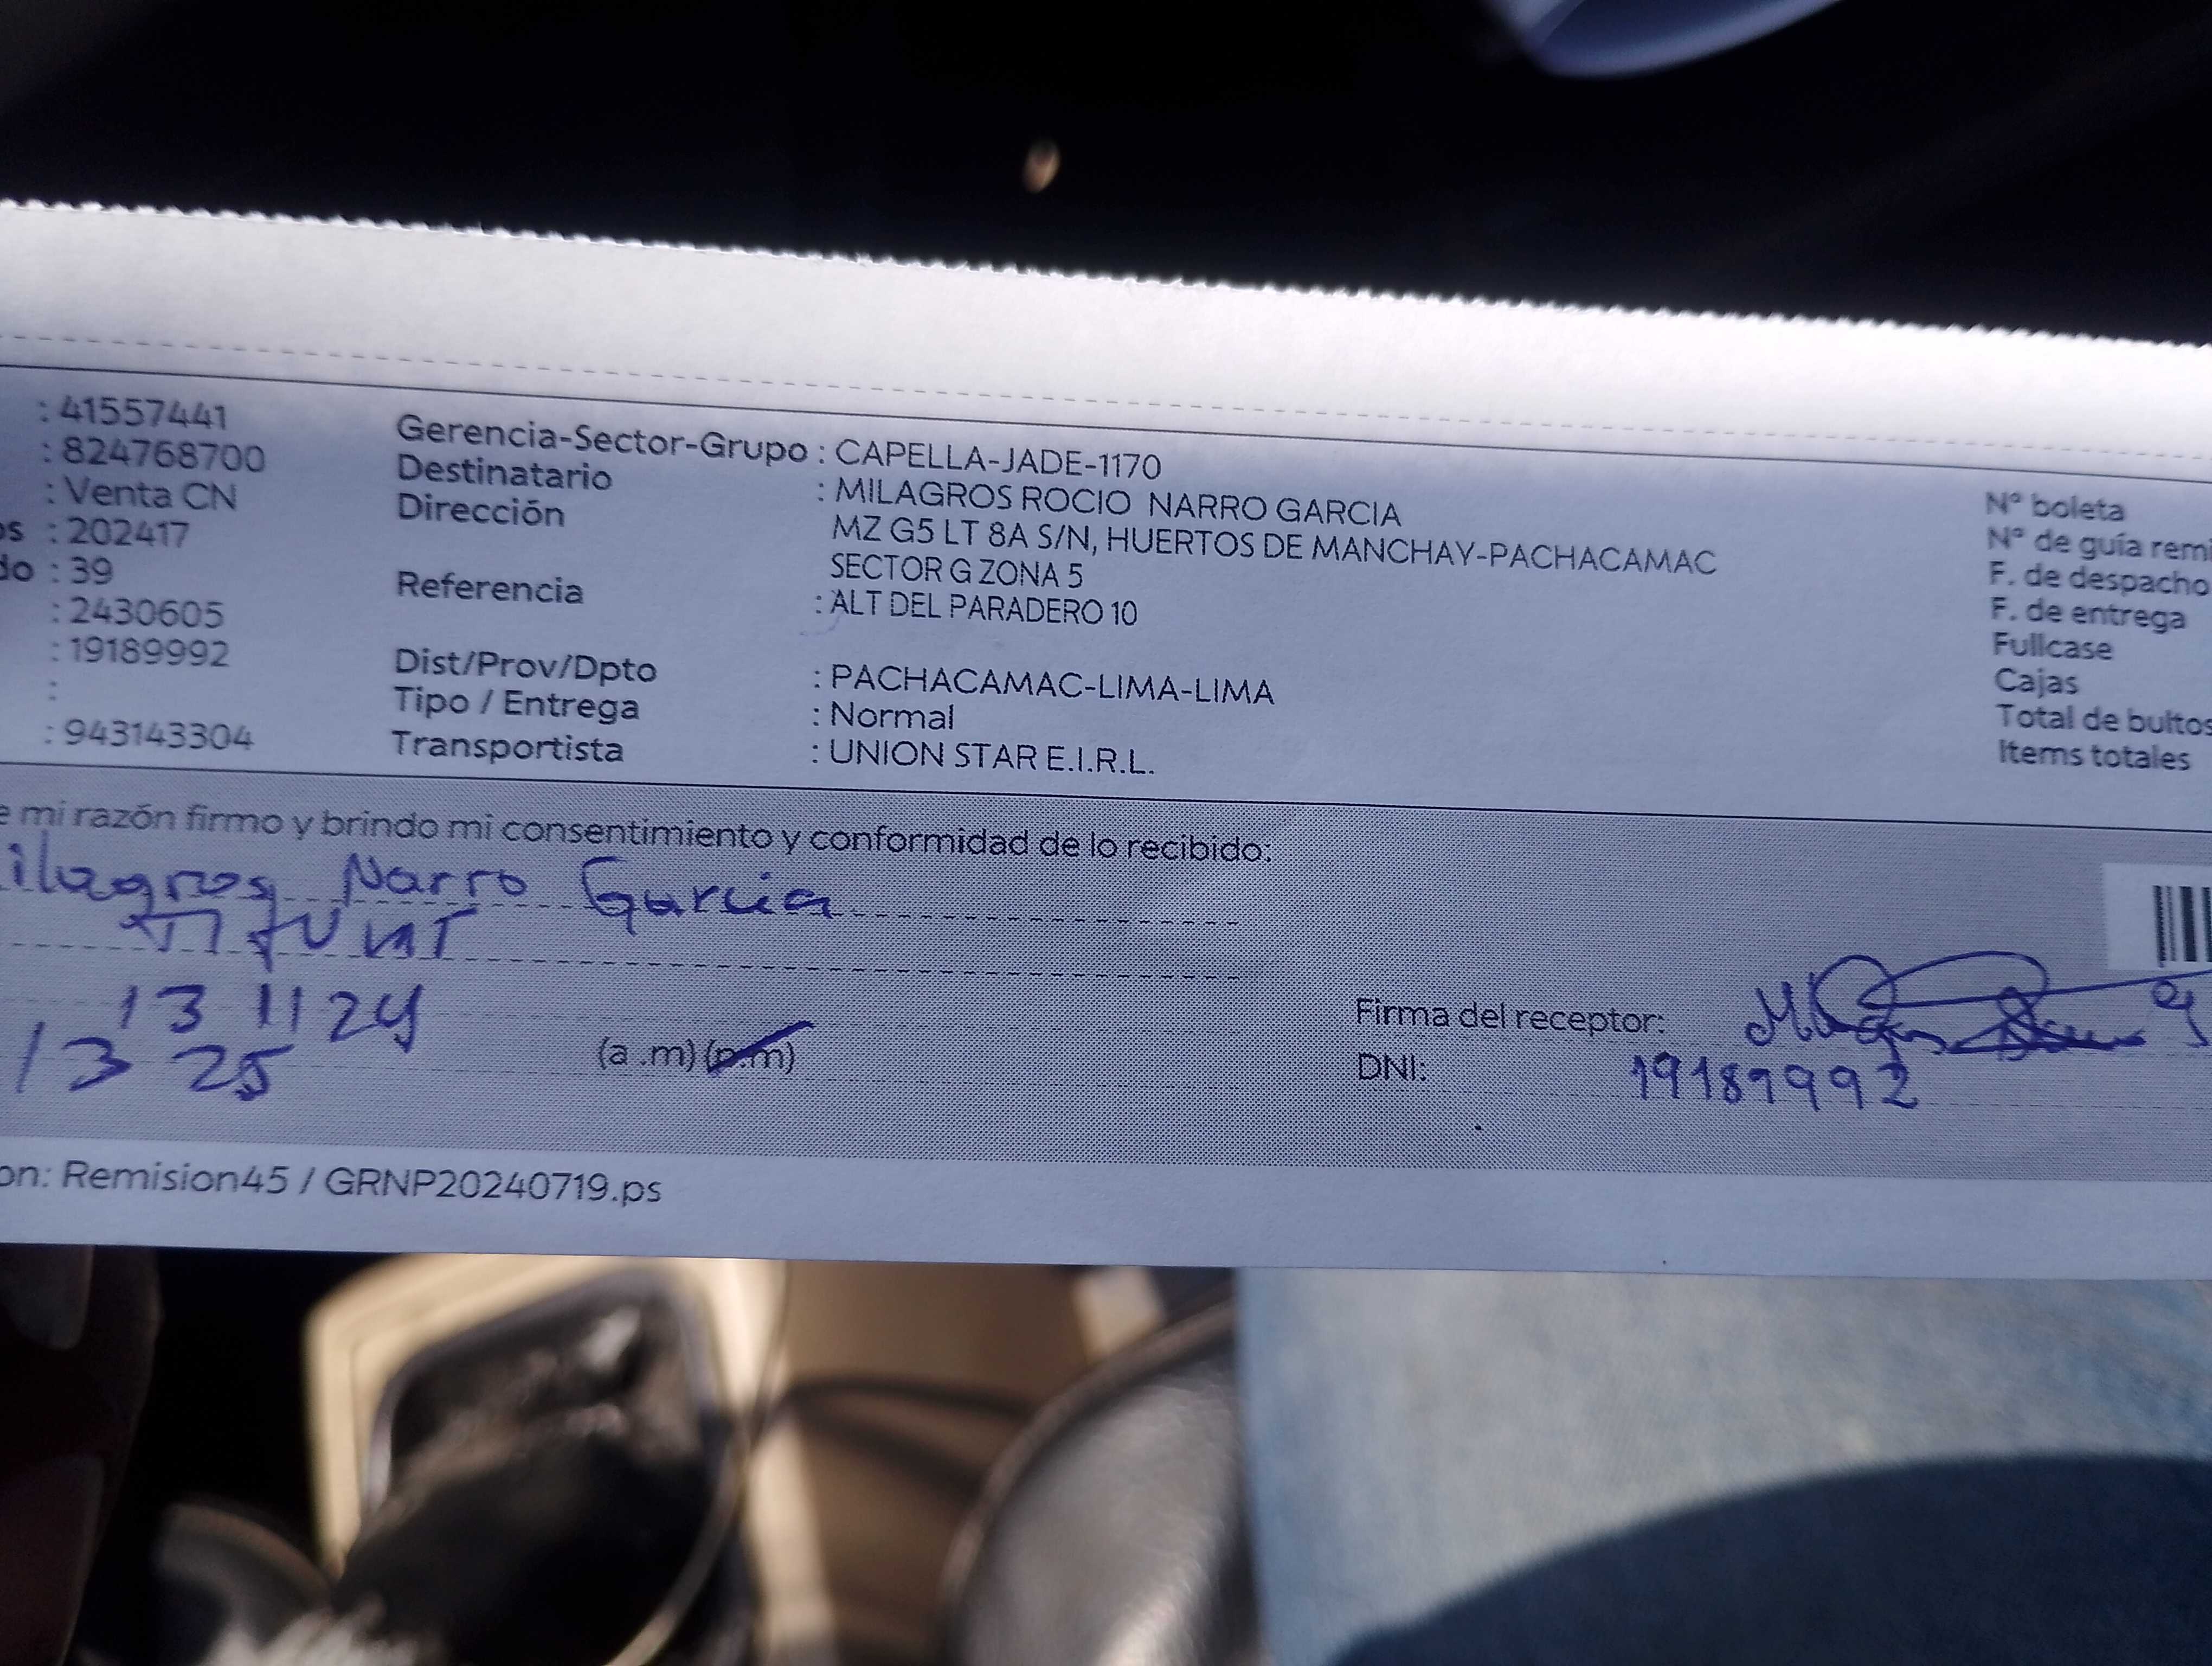 : 41557441
: 824768700
: Venta CN
os : 202417
do : 39
: 2430605
: 19189992
:
: 943143304
Gerencia-Sector-Grupo : CAPELLA-JADE-1170
Destinatario : MILAGROS ROCIO NARRO GARCIA
Dirección MZ G5 LT 8A S/N, HUERTOS DE MANCHAY-PACHACAMAC
SECTOR G ZONA 5
Referencia : ALT DEL PARADERO 10
Dist/Prov/Dpto : PACHACAMAC-LIMA-LIMA
Tipo / Entrega : Normal
Transportista : UNION STAR E.I.R.L.
Nº boleta
Nº de guía remi
F. de despacho
F. de entrega
Fullcase
Cajas
Total de bultos
Items totales
e mi razón firmo y brindo mi consentimiento y conformidad de lo recibido:
ilagros Narro Garcia
13 11 24
13 25 (a .m) (p.m)
Firma del receptor:
DNI: 19189992
on: Remision45 / GRNP20240719.ps